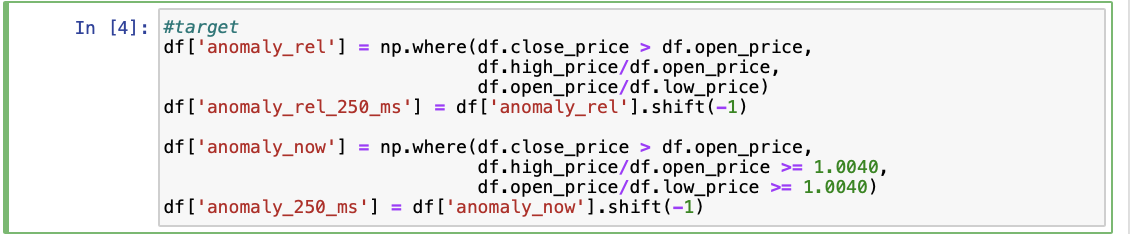 In [4]: #target
df['anomaly_rel'] = np.where(df.close_price > df.open_price,
                             df.high_price/df.open_price,
                             df.open_price/df.low_price)
df['anomaly_rel_250_ms'] = df['anomaly_rel'].shift(-1)

df['anomaly_now'] = np.where(df.close_price > df.open_price,
                             df.high_price/df.open_price >= 1.0040,
                             df.open_price/df.low_price >= 1.0040)
df['anomaly_250_ms'] = df['anomaly_now'].shift(-1)